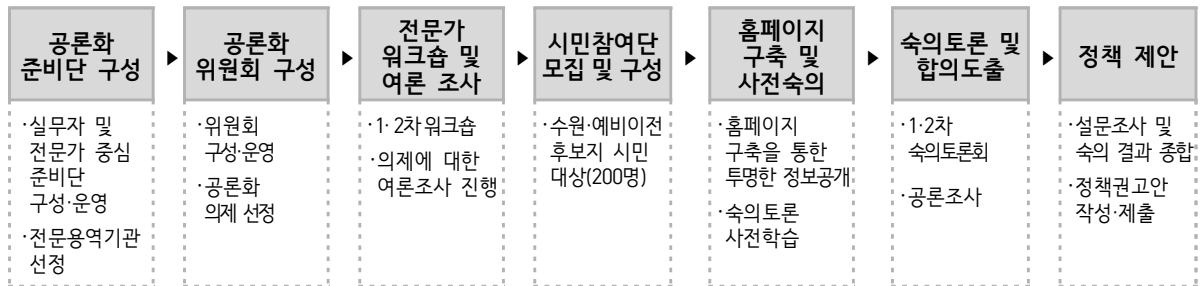 공론화
준비단 구성
▶
공론화
위원회 구성
▶
전문가
워크숍 및
여론 조사
▶
시민참여단
모집 및 구성
▶
홈페이지
구축 및
사전숙의
▶
숙의토론 및
합의도출
▶
정책 제안
·실무자 및
전문가 중심
준비단
구성·운영
·전문용역기관
선정
·위원회
구성·운영
·공론화
의제 선정
·1·2차 워크숍
·의제에 대한
여론조사 진행
·수원·예비이전
후보지 시민
대상(200명)
·홈페이지
구축을 통한
투명한 정보공개
·숙의토론
사전학습
·1·2차
숙의토론회
·공론조사
·설문조사 및
숙의 결과 종합
·정책권고안
작성·제출